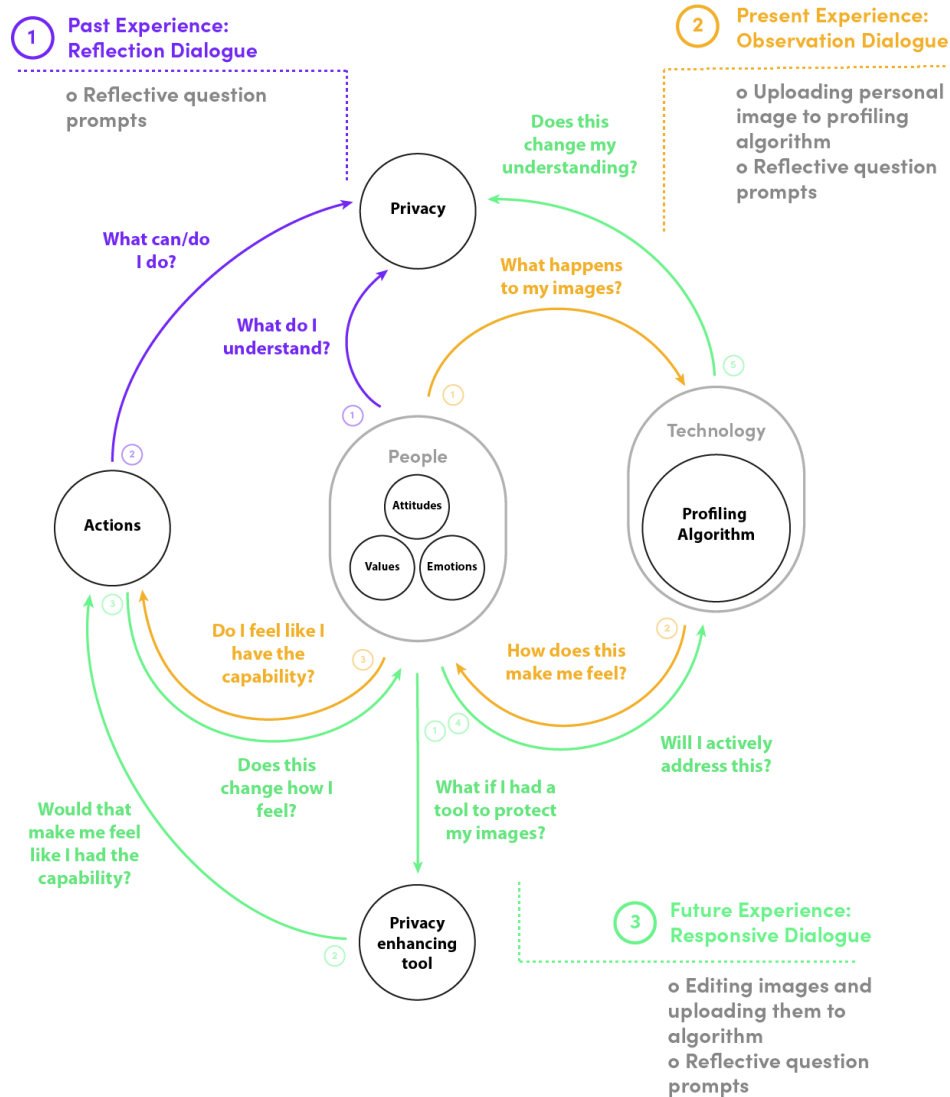 1
Past Experience:
Reflection Dialogue
o Reflective question
prompts
2
Present Experience:
Observation Dialogue
o Uploading personal
image to profiling
algorithm
o Reflective question
prompts
Does this
change my
understanding?
Privacy
What can/do
I do?
What happens
to my images?
What do I
understand?
5
1
1
2
People
Attitudes
Values
Emotions
Technology
Profiling
Algorithm
Actions
3
Do I feel like I
have the
capability?
3
2
How does this
make me feel?
Does this
change how I
feel?
1
4
Will I actively
address this?
What if I had a
tool to protect
my images?
Would that
make me feel
like I had the
capability?
Privacy
enhancing
tool
2
3
Future Experience:
Responsive Dialogue
o Editing images and
uploading them to
algorithm
o Reflective question
prompts